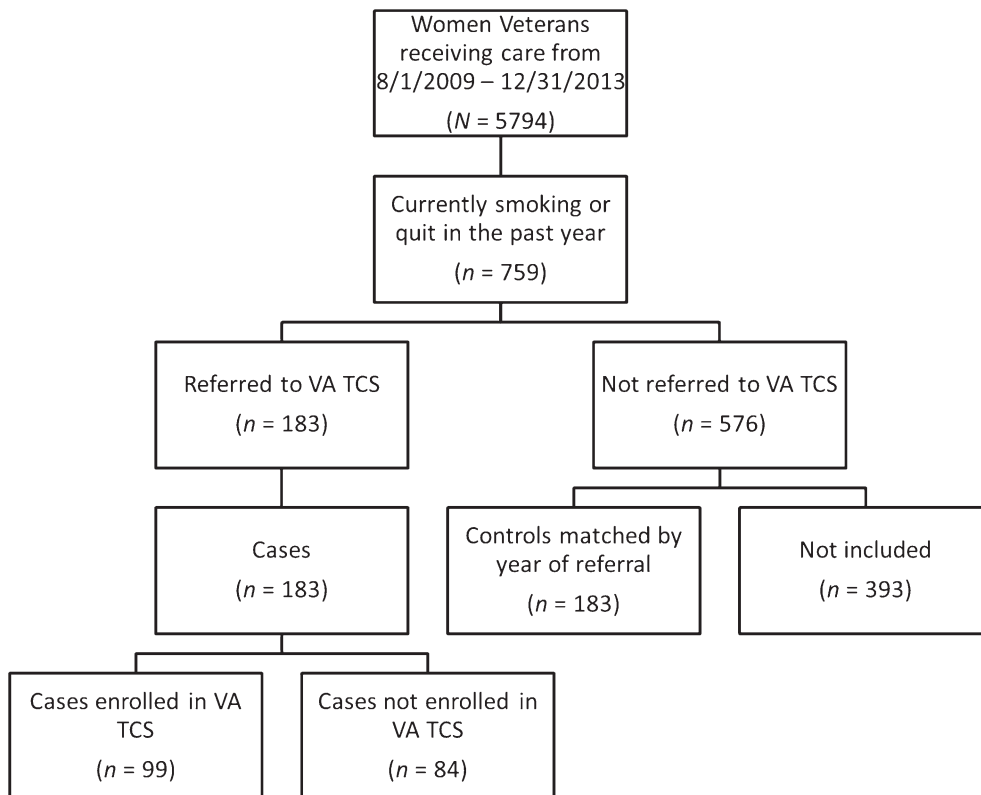 Women Veterans
receiving care from
8/1/2009 – 12/31/2013
(N = 5794)
Currently smoking or
quit in the past year
(n = 759)
Referred to VA TCS
(n = 183)
Not referred to VA TCS
(n = 576)
Cases
(n = 183)
Controls matched by
year of referral
(n = 183)
Not included
(n = 393)
Cases enrolled in VA
TCS
(n = 99)
Cases not enrolled in
VA TCS
(n = 84)